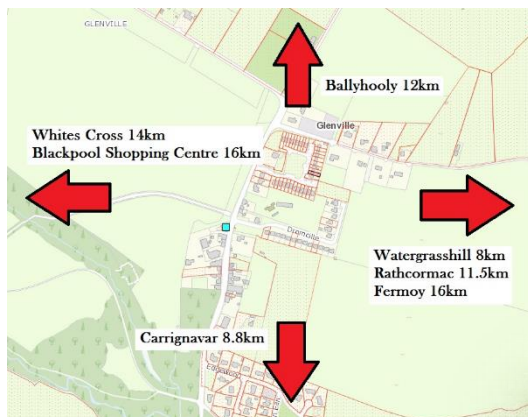 GLENVILLE
Ballyhooly 12km
Glenville
Whites Cross 14km
Blackpool Shopping Centre 16km
Watergrasshill 8km
Rathcormac 11.5km
Fermoy 16km
Carrignavar 8.8km